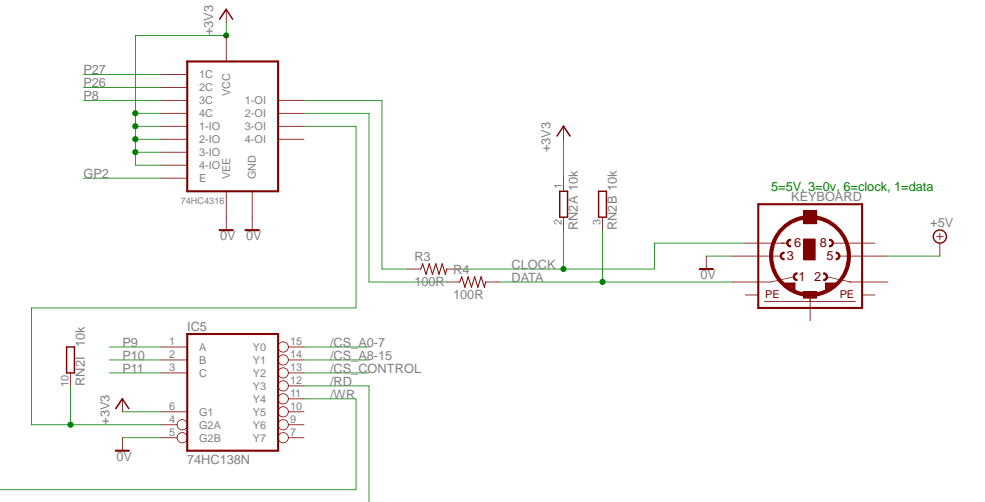 +3V3
P27
P26
P8
GP2
1C
2C
3C
4C
1-IO
2-IO
3-IO
4-IO
E
VCC
VEE
GND
1-OI
2-OI
3-OI
4-OI
74HC4316
0V
0V
+3V3
1
2
RN2A 10k
3
RN2B 10k
5=5V, 3=0v, 6=clock, 1=data
KEYBOARD
6
8
3
5
1
2
PE
PE
+5V
0V
R3
100R
R4
100R
CLOCK
DATA
10
RN2I 10k
IC5
P9
P10
P11
1
2
3
6
4
5
+3V3
0V
A
B
C
G1
G2A
G2B
Y0
Y1
Y2
Y3
Y4
Y5
Y6
Y7
15
14
13
12
11
10
9
7
/CS_A0-7
/CS_A8-15
/CS_CONTROL
/RD
/WR
74HC138N